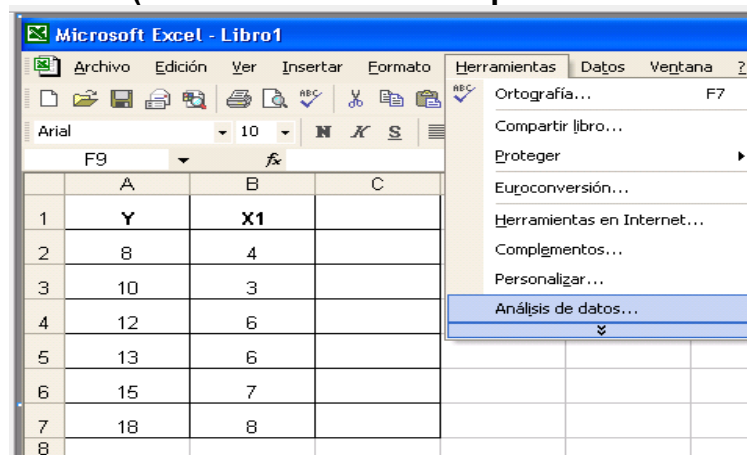 Microsoft Excel - Libro1
Archivo Edición Ver Insertar Formato Herramientas Datos Ventana ?
Ortografía... F7
Arial 10 N K S
Compartir libro...
F9 fx
Proteger
A B C
Euroconversión...
1 Y X1
Herramientas en Internet...
2 8 4
Complementos...
3 10 3
Personalizar...
Análisis de datos...
4 12 6
5 13 6
6 15 7
7 18 8
8